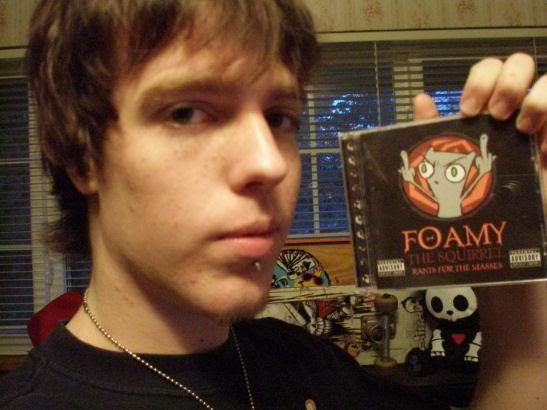 FOAMY
THE SQUIRREL
RANTS FOR THE MASSES
PARENTAL
ADVISORY
EXPLICIT CONTENT
PARENTAL
ADVISORY
EXPLICIT CONTENT